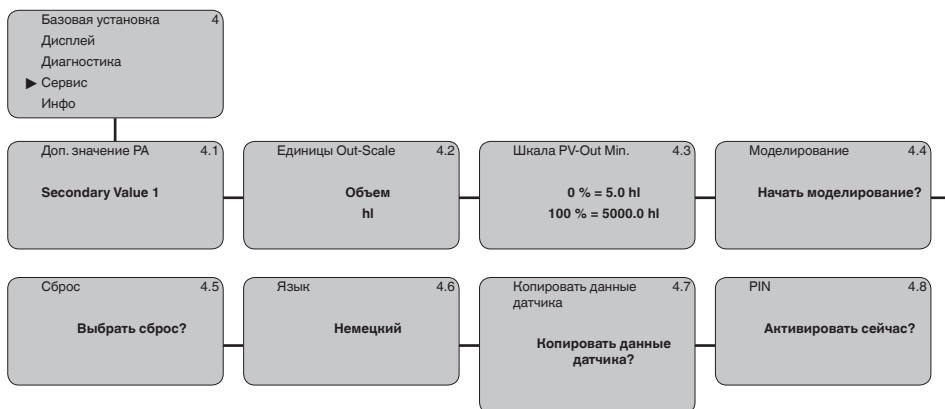 Базовая установка 4
Дисплей
Диагностика
▶ Сервис
Инфо
Доп. значение PA 4.1
Secondary Value 1
Единицы Out-Scale 4.2
Объем
hl
Шкала PV-Out Min. 4.3
0 % = 5.0 hl
100 % = 5000.0 hl
Моделирование 4.4
Начать моделирование?
Сброс 4.5
Выбрать сброс?
Язык 4.6
Немецкий
Копировать данные 4.7
датчика
Копировать данные
датчика?
PIN 4.8
Активировать сейчас?